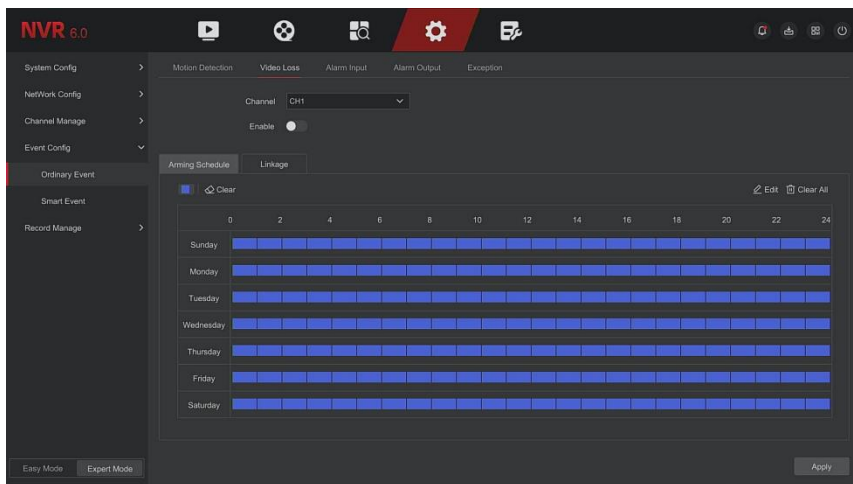 NVR 6.0
System Config
NetWork Config
Channel Manage
Event Config
Ordinary Event
Smart Event
Record Manage
Easy Mode Expert Mode
Motion Detection Video Loss Alarm Input Alarm Output Exception
Channel CH1
Enable
Arming Schedule Linkage
Clear Edit Clear All
0 2 4 6 8 10 12 14 16 18 20 22 24
Sunday
Monday
Tuesday
Wednesday
Thursday
Friday
Saturday
Apply